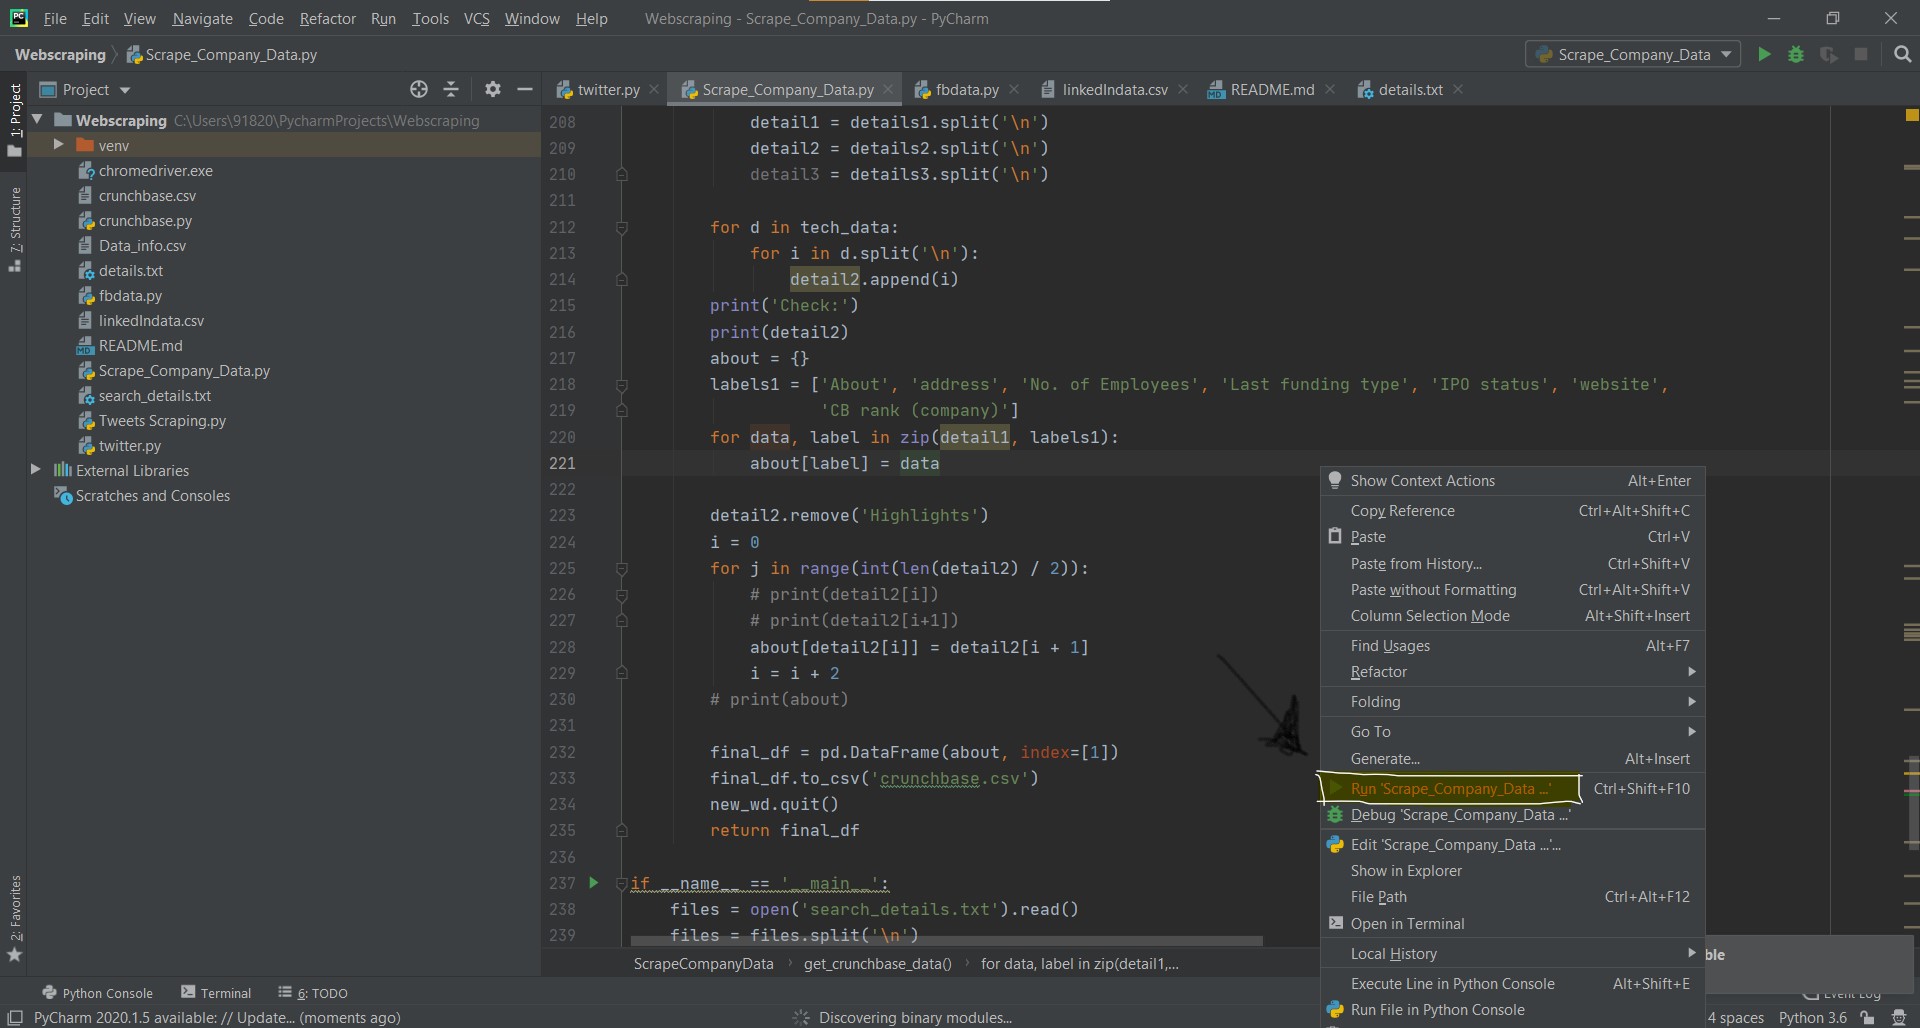 File Edit View Navigate Code Refactor Run Tools VCS Window Help Webscraping - Scrape_Company_Data.py - PyCharm
Webscraping Scrape_Company_Data.py Scrape_Company_Data
Project
twitter.py Scrape_Company_Data.py fbdata.py linkedIndata.csv README.md details.txt
1: Project
7: Structure
2: Favorites
Webscraping C:\Users\91820\PycharmProjects\Webscraping
venv
chromedriver.exe
crunchbase.csv
crunchbase.py
Data_info.csv
details.txt
fbdata.py
linkedIndata.csv
README.md
Scrape_Company_Data.py
search_details.txt
Tweets Scraping.py
twitter.py
External Libraries
Scratches and Consoles
208 detail1 = details1.split('\n')
209 detail2 = details2.split('\n')
210 detail3 = details3.split('\n')
211
212 for d in tech_data:
213 for i in d.split('\n'):
214 detail2.append(i)
215 print('Check:')
216 print(detail2)
217 about = {}
218 labels1 = ['About', 'address', 'No. of Employees', 'Last funding type', 'IPO status', 'website',
219 'CB rank (company)']
220 for data, label in zip(detail1, labels1):
221 about[label] = data
222
223 detail2.remove('Highlights')
224 i = 0
225 for j in range(int(len(detail2) / 2)):
226 # print(detail2[i])
227 # print(detail2[i+1])
228 about[detail2[i]] = detail2[i + 1]
229 i = i + 2
230 # print(about)
231
232 final_df = pd.DataFrame(about, index=[1])
233 final_df.to_csv('crunchbase.csv')
234 new_wd.quit()
235 return final_df
236
237 if __name__ == '__main__':
238 files = open('search_details.txt').read()
239 files = files.split('\n')
ScrapeCompanyData get_crunchbase_data() for data, label in zip(detail1,...
Show Context Actions Alt+Enter
Copy Reference Ctrl+Alt+Shift+C
Paste Ctrl+V
Paste from History... Ctrl+Shift+V
Paste without Formatting Ctrl+Alt+Shift+V
Column Selection Mode Alt+Shift+Insert
Find Usages Alt+F7
Refactor
Folding
Go To
Generate... Alt+Insert
Run 'Scrape_Company_Data ...' Ctrl+Shift+F10
Debug 'Scrape_Company_Data ...'
Edit 'Scrape_Company_Data ...'...
Show in Explorer
File Path Ctrl+Alt+F12
Open in Terminal
Local History
Execute Line in Python Console Alt+Shift+E
Run File in Python Console
ble
Python Console Terminal 6: TODO Event Log
PyCharm 2020.1.5 available: // Update... (moments ago) Discovering binary modules... 4 spaces Python 3.6